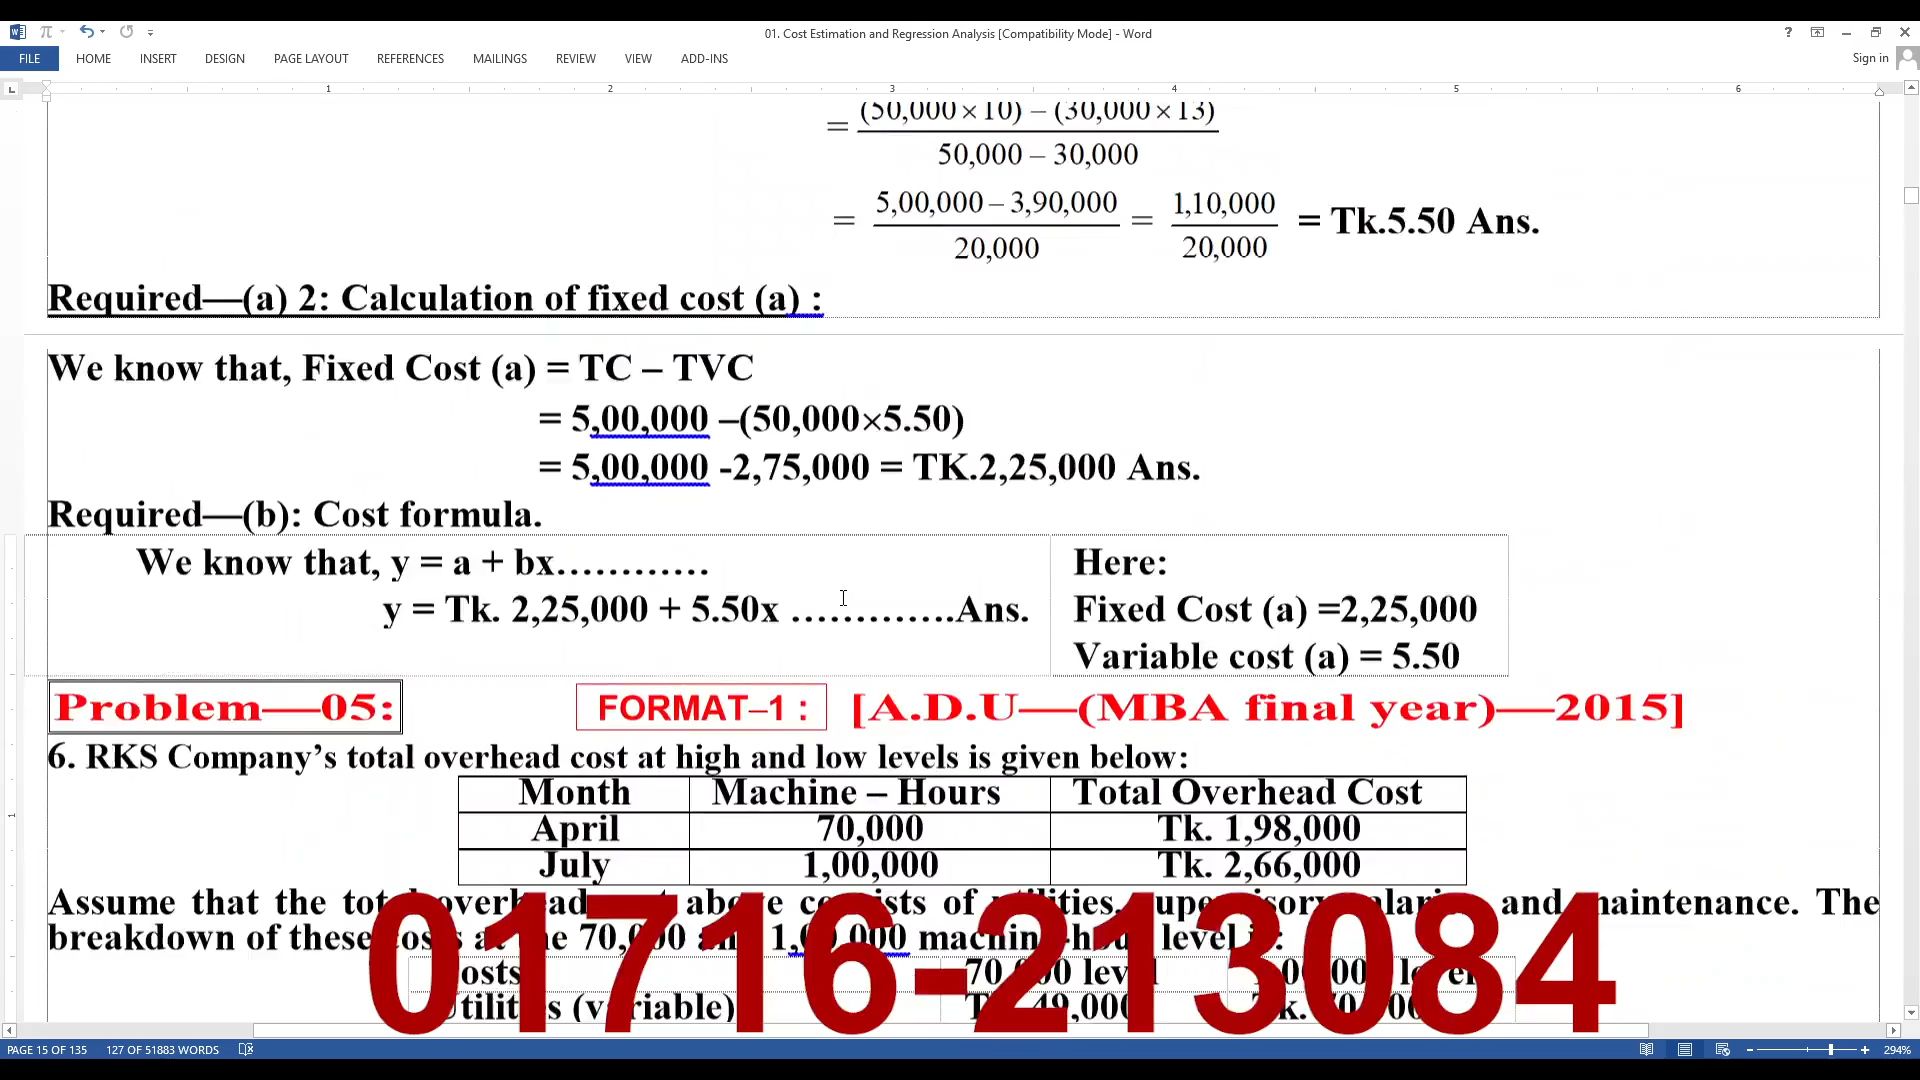 01. Cost Estimation and Regression Analysis [Compatibility Mode] - Word
FILE HOME INSERT DESIGN PAGE LAYOUT REFERENCES MAILINGS REVIEW VIEW ADD-INS Sign in
1 2 3 4 5 6
= (50,000 × 10) – (30,000 × 13)
50,000 – 30,000
= 5,00,000 – 3,90,000 = 1,10,000 = Tk.5.50 Ans.
20,000 20,000
Required—(a) 2: Calculation of fixed cost (a) :
We know that, Fixed Cost (a) = TC – TVC
= 5,00,000 –(50,000×5.50)
= 5,00,000 -2,75,000 = TK.2,25,000 Ans.
Required—(b): Cost formula.
We know that, y = a + bx………… Here:
y = Tk. 2,25,000 + 5.50x ………….Ans. Fixed Cost (a) =2,25,000
Variable cost (a) = 5.50
Problem—05: FORMAT–1 : [A.D.U—(MBA final year)—2015]
6. RKS Company’s total overhead cost at high and low levels is given below:
Month Machine – Hours Total Overhead Cost
April 70,000 Tk. 1,98,000
July 1,00,000 Tk. 2,66,000
Assume that the and maintenance. The
breakdown of these
01716-213084
PAGE 15 OF 135 127 OF 51883 WORDS 294%